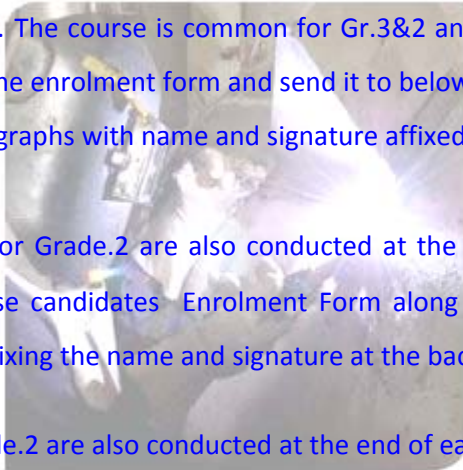 . The course is common for Gr.3&2 an
ne enrolment form and send it to below
graphs with name and signature affixed
or Grade.2 are also conducted at the
se candidates Enrolment Form along
ixing the name and signature at the bac
le.2 are also conducted at the end of ea